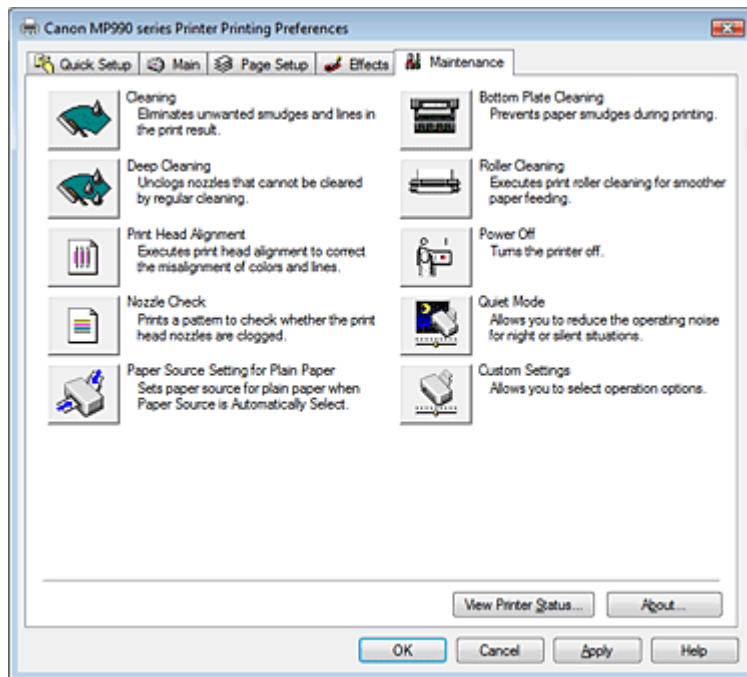 Canon MP990 series Printer Printing Preferences
Quick Setup
Main
Page Setup
Effects
Maintenance
Cleaning
Eliminates unwanted smudges and lines in
the print result.
Deep Cleaning
Unclogs nozzles that cannot be cleared
by regular cleaning.
Print Head Alignment
Executes print head alignment to correct
the misalignment of colors and lines.
Nozzle Check
Prints a pattern to check whether the print
head nozzles are clogged.
Paper Source Setting for Plain Paper
Sets paper source for plain paper when
Paper Source is Automatically Select.
Bottom Plate Cleaning
Prevents paper smudges during printing.
Roller Cleaning
Executes print roller cleaning for smoother
paper feeding.
Power Off
Turns the printer off.
Quiet Mode
Allows you to reduce the operating noise
for night or silent situations.
Custom Settings
Allows you to select operation options.
View Printer Status...
About...
OK
Cancel
Apply
Help